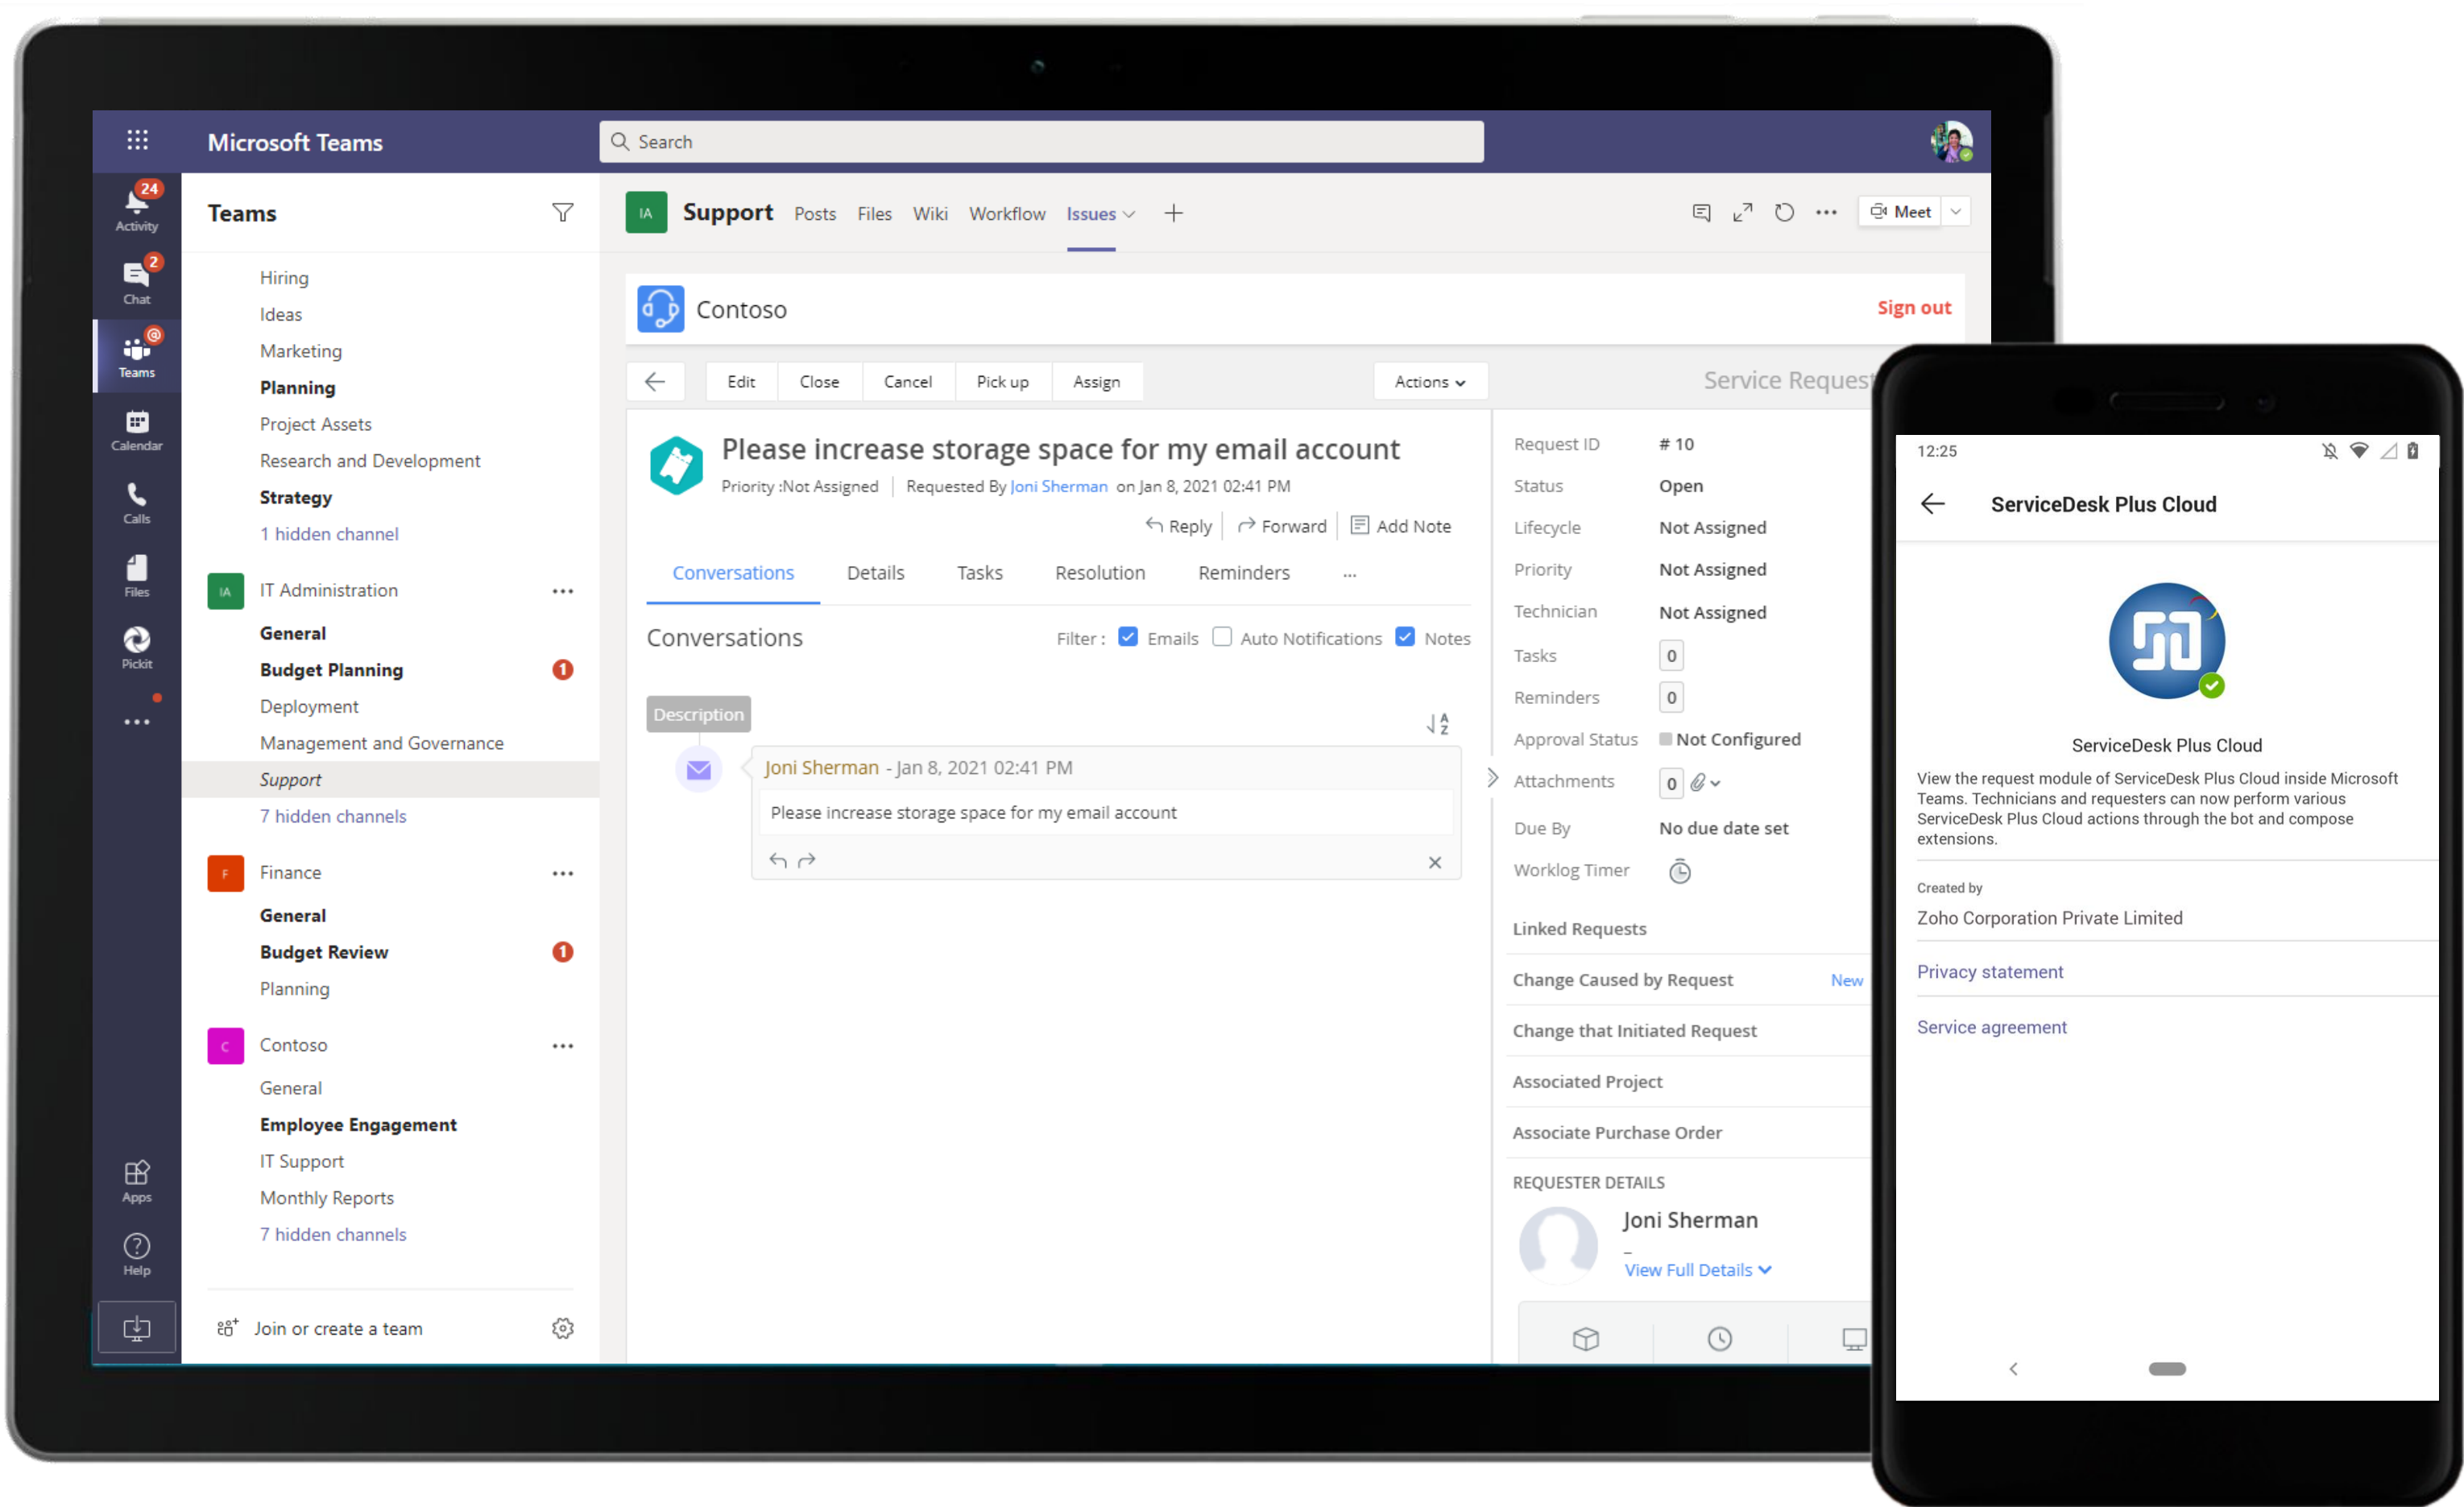 Microsoft Teams
Search
24
Activity
2
Chat
@
Teams
Calendar
Calls
Files
Pickit
Apps
Help
Teams
Hiring
Ideas
Marketing
Planning
Project Assets
Research and Development
Strategy
1 hidden channel
IA IT Administration
General
Budget Planning 1
Deployment
Management and Governance
Support
7 hidden channels
F Finance
General
Budget Review 1
Planning
C Contoso
General
Employee Engagement
IT Support
Monthly Reports
7 hidden channels
Join or create a team
IA Support Posts Files Wiki Workflow Issues Meet
Contoso Sign out
Edit Close Cancel Pick up Assign Actions Service Request
Please increase storage space for my email account
Priority :Not Assigned Requested By Joni Sherman on Jan 8, 2021 02:41 PM
Reply Forward Add Note
Conversations Details Tasks Resolution Reminders ...
Conversations Filter : Emails Auto Notifications Notes
Description
AZ
Joni Sherman - Jan 8, 2021 02:41 PM
Please increase storage space for my email account
Request ID # 10
Status Open
Lifecycle Not Assigned
Priority Not Assigned
Technician Not Assigned
Tasks 0
Reminders 0
Approval Status Not Configured
Attachments 0
Due By No due date set
Worklog Timer
Linked Requests
Change Caused by Request New
Change that Initiated Request
Associated Project
Associate Purchase Order
REQUESTER DETAILS
Joni Sherman
–
View Full Details
12:25
ServiceDesk Plus Cloud
ServiceDesk Plus Cloud
View the request module of ServiceDesk Plus Cloud inside Microsoft
Teams. Technicians and requesters can now perform various
ServiceDesk Plus Cloud actions through the bot and compose
extensions.
Created by
Zoho Corporation Private Limited
Privacy statement
Service agreement